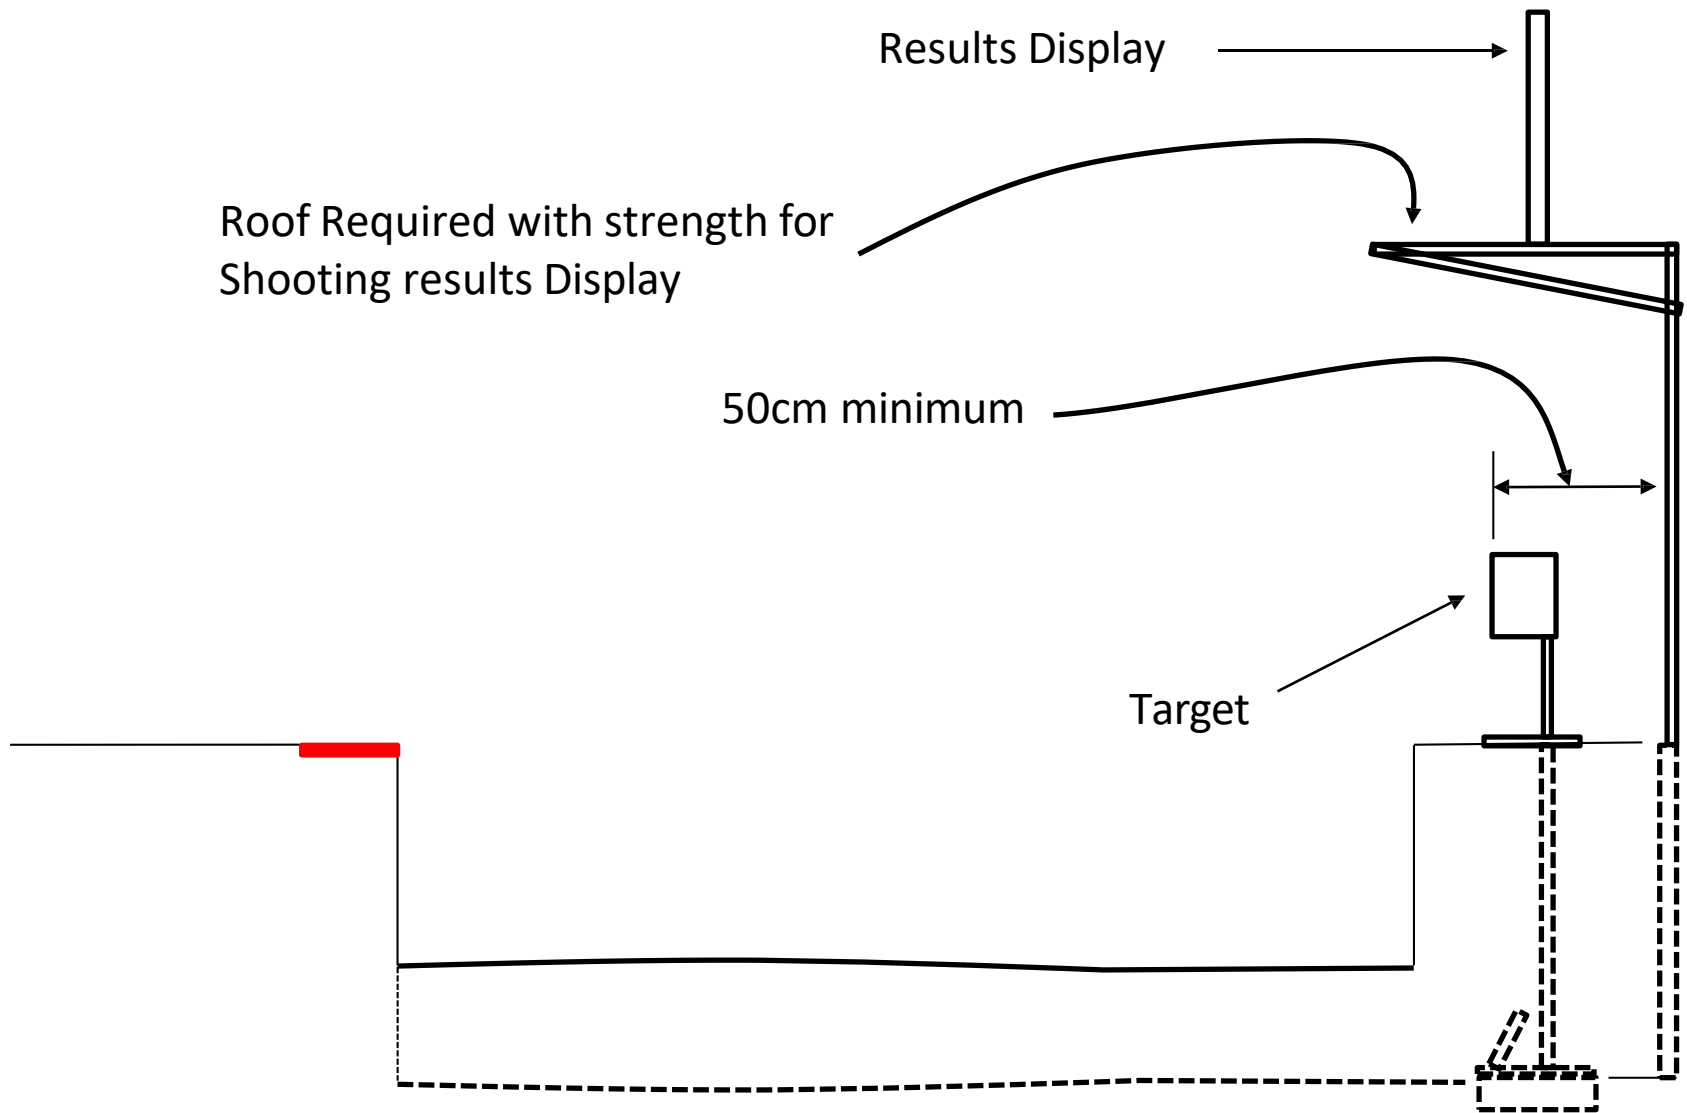 Results Display
Roof Required with strength for
Shooting results Display
50cm minimum
Target